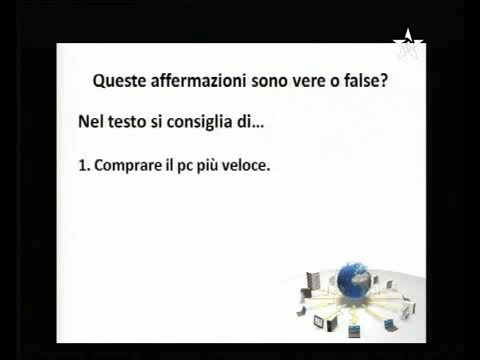 Queste affermazioni sono vere o false?
Nel testo si consiglia di...
1. Comprare il pc più veloce.